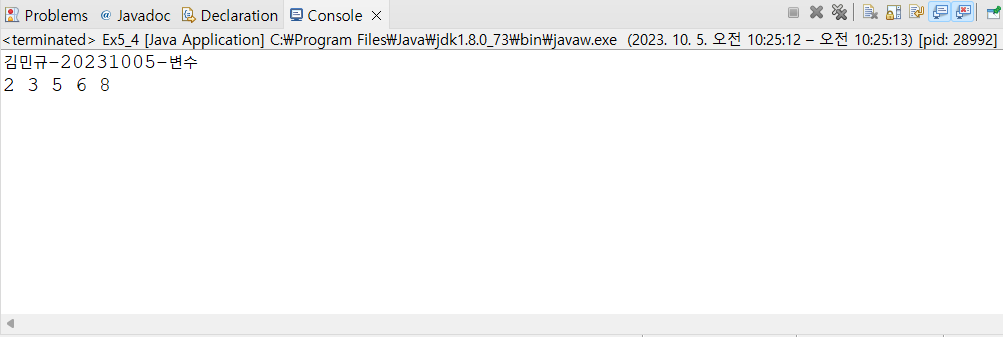 Problems @ Javadoc Declaration Console
<terminated> Ex5_4 [Java Application] C:₩Program Files₩Java₩jdk1.8.0_73₩bin₩javaw.exe (2023. 10. 5. 오전 10:25:12 – 오전 10:25:13) [pid: 28992]
김민규-20231005-변수
2 3 5 6 8